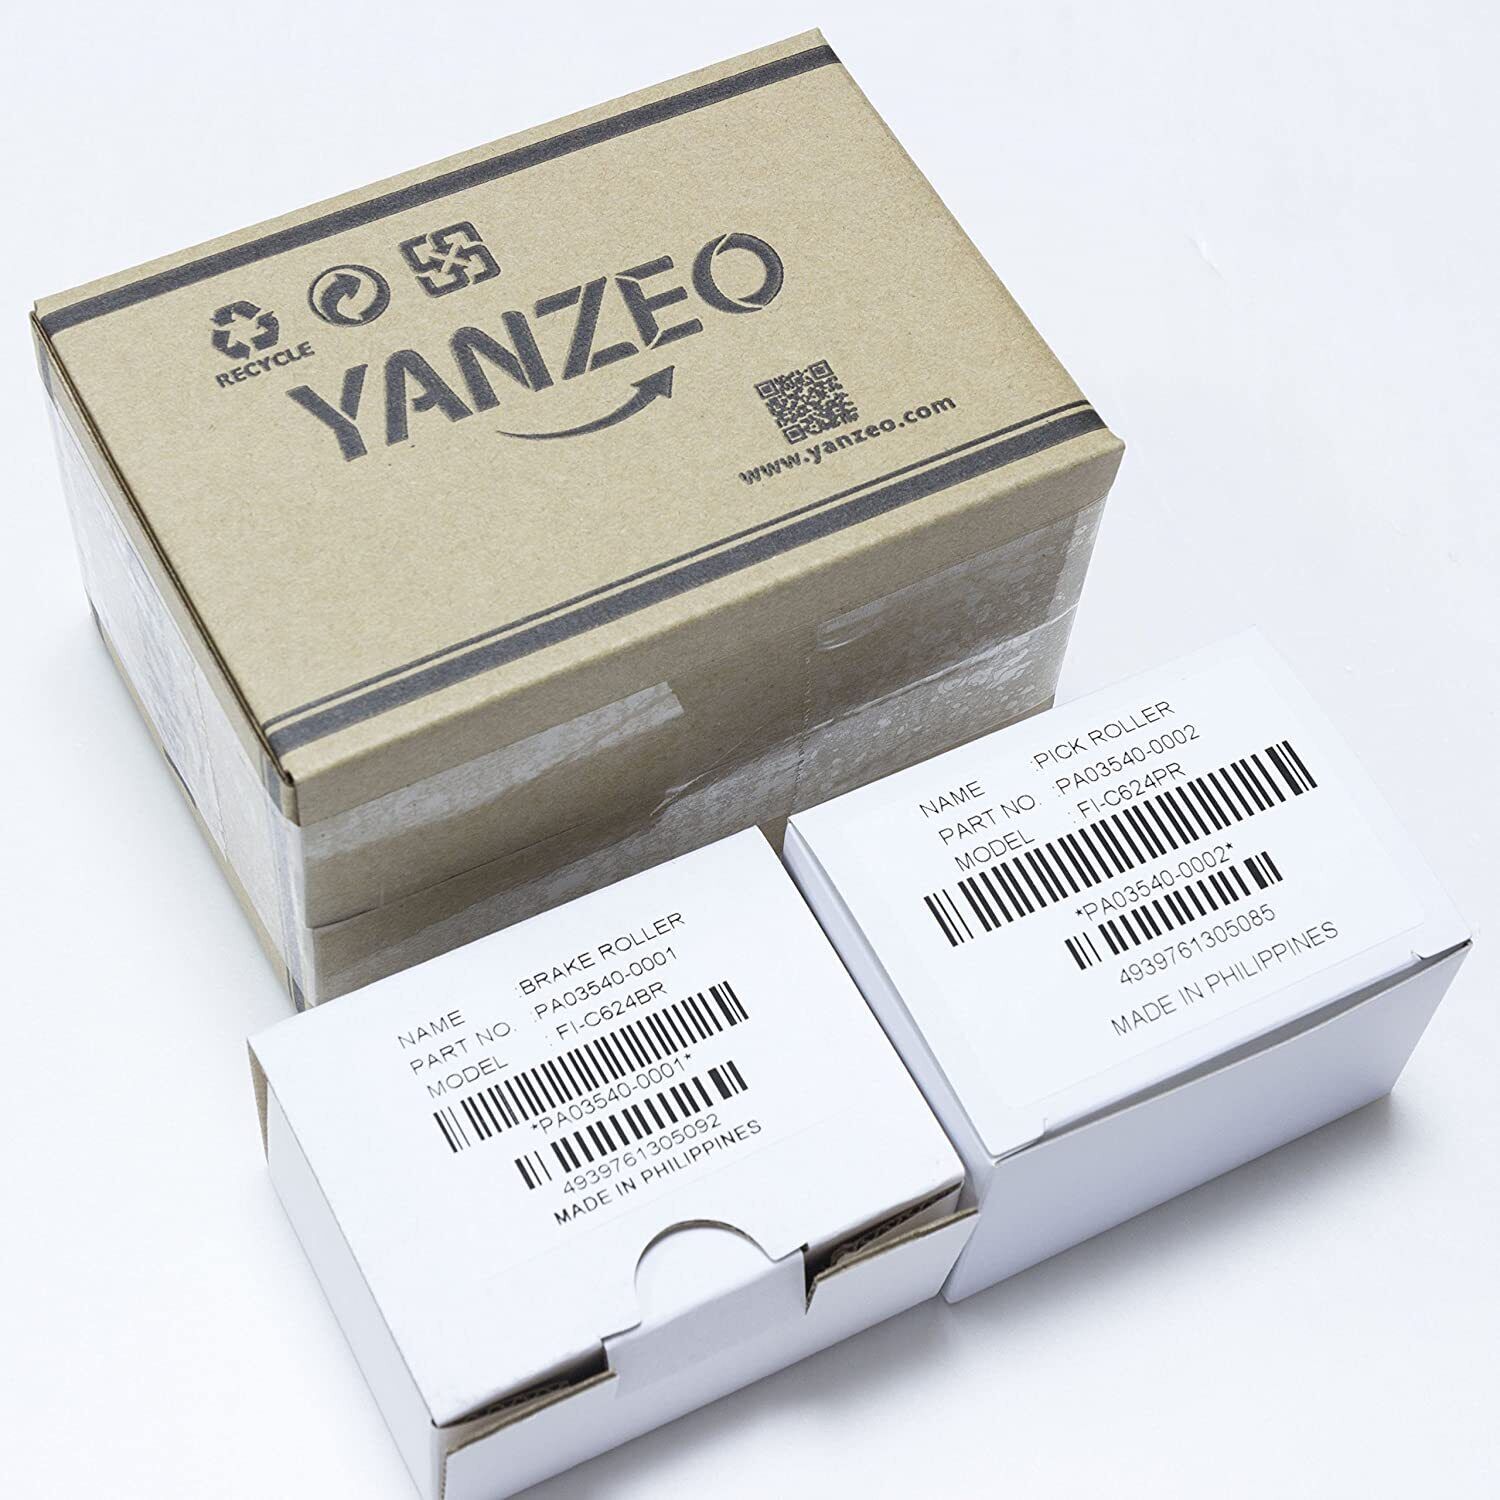 RECYCLE
YANZEO
www.yanzeo.com
NAME :PICK ROLLER
PART NO. :PA03540-0002
MODEL : FI-C624PR
*PA03540-0002*
4939761305085
MADE IN PHILIPPINES
NAME :BRAKE ROLLER
PART NO. :PA03540-0001
MODEL : FI-C624BR
*PA03540-0001*
4939761305092
MADE IN PHILIPPINES